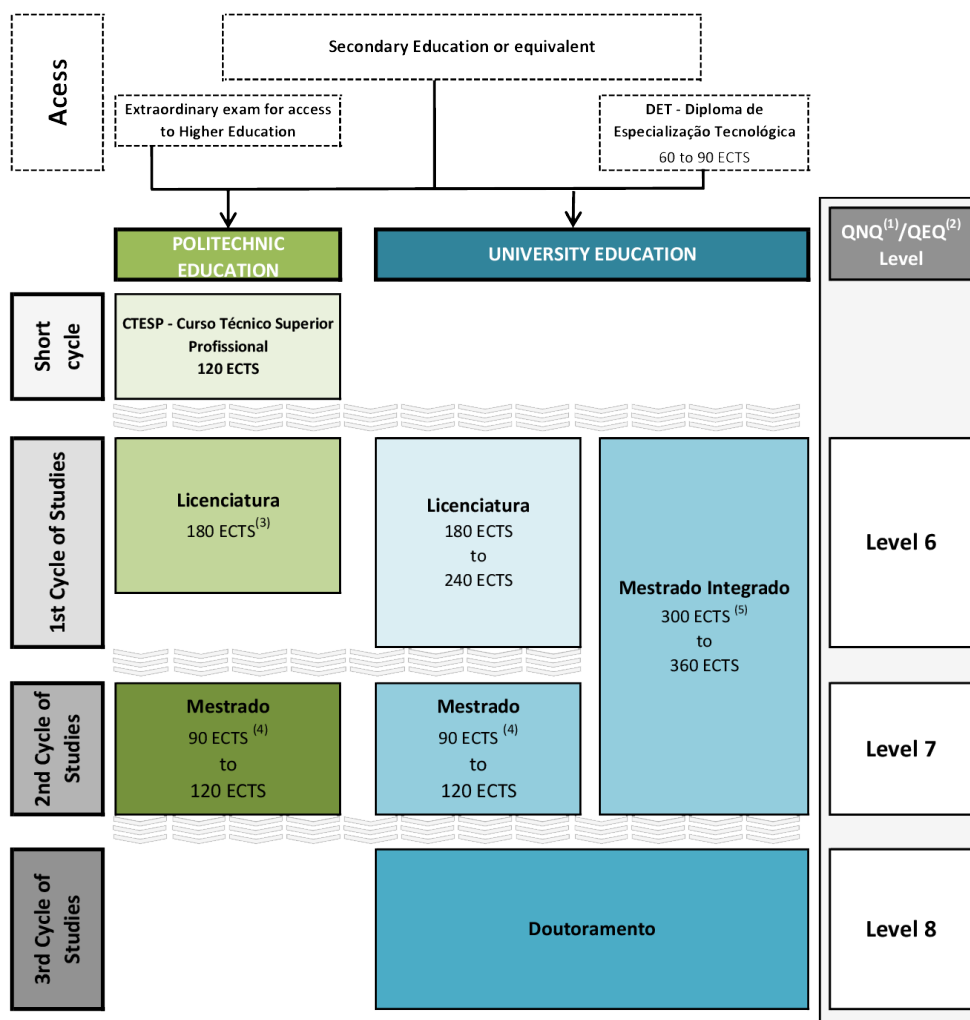 Acess
Secondary Education or equivalent
Extraordinary exam for access
to Higher Education
DET - Diploma de
Especialização Tecnológica
60 to 90 ECTS
POLITECHNIC
EDUCATION
UNIVERSITY EDUCATION
QNQ(1)/QEQ(2)
Level
Short
cycle
CTESP - Curso Técnico Superior
Profissional
120 ECTS
1st Cycle of Studies
Licenciatura
180 ECTS(3)
Licenciatura
180 ECTS
to
240 ECTS
Mestrado Integrado
300 ECTS (5)
to
360 ECTS
Level 6
2nd Cycle of
Studies
Mestrado
90 ECTS (4)
to
120 ECTS
Mestrado
90 ECTS (4)
to
120 ECTS
Level 7
3rd Cycle of
Studies
Doutoramento
Level 8